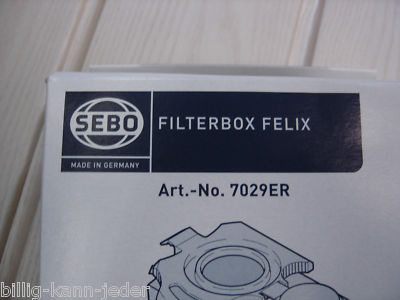 SEBO
MADE IN GERMANY
FILTERBOX FELIX
Art.-No. 7029ER
billig-kann-jeder